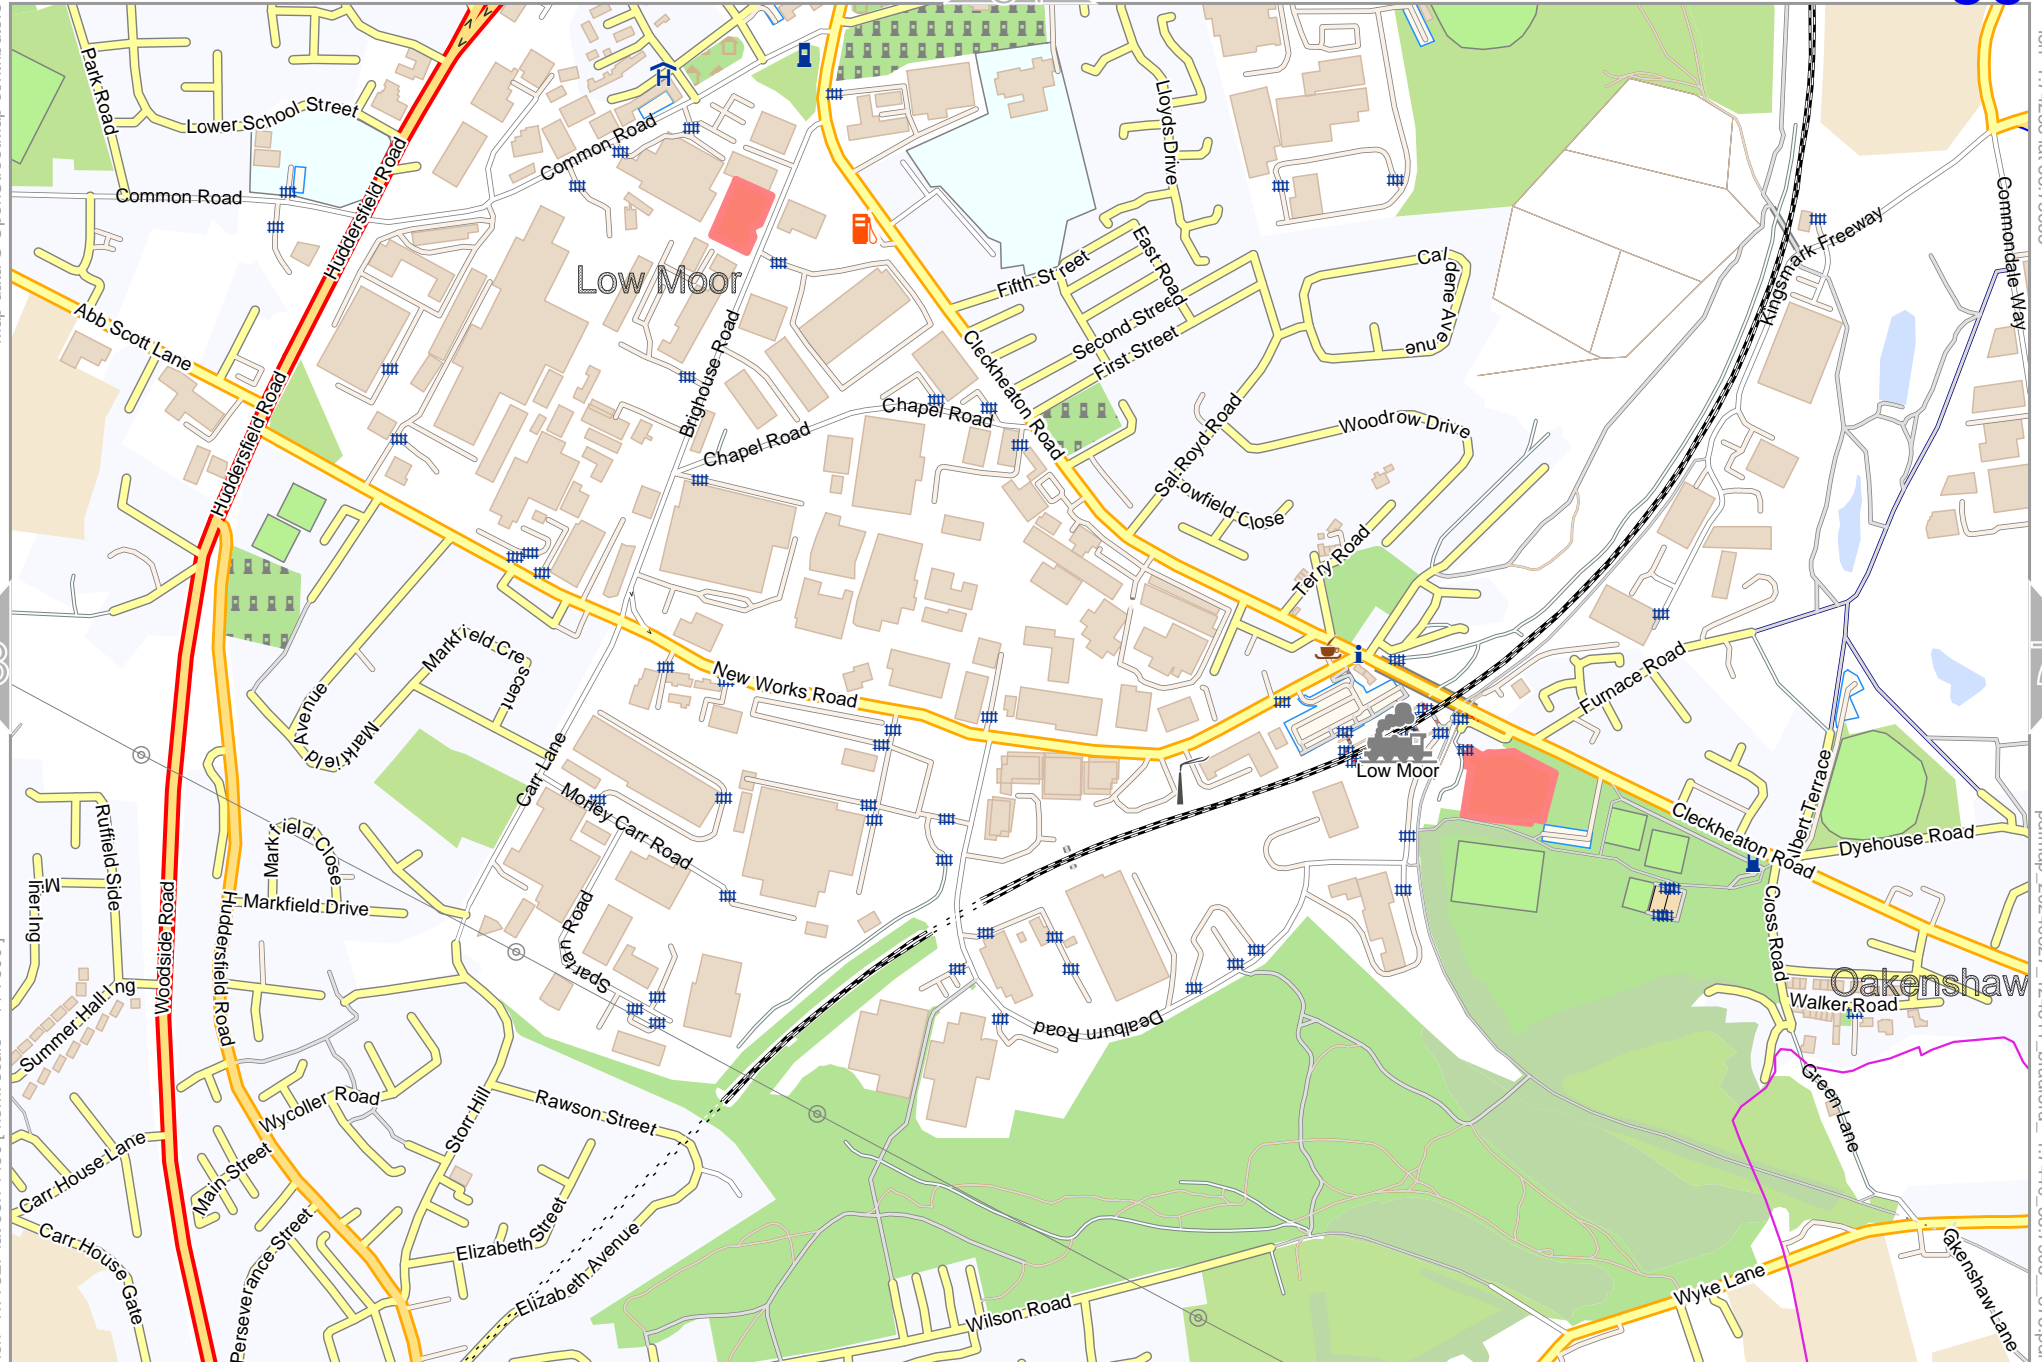 Park Road
Lower School Street
Common Road
Huddersfield Road
Common Road
H
Lloyds Drive
Low Moor
Abb Scott Lane
Huddersfield Road
Huddersfield Road
Brighouse Road
Cleckheaton Road
Fifth Street
East Road
Second Street
First Street
Caldene Avenue
Kingsmark Freeway
Commondale Way
Chapel Road
Chapel Road
Sal Royd Road
Woodrow Drive
Lowfield Close
Terry Road
Markfield Crescent
Markfield Avenue
New Works Road
i
Furnace Road
Low Moor
Carr Lane
Morley Carr Road
Spartan Road
Ruffield Side
Markfield Close
Markfield Drive
Woodside Road
Huddersfield Road
Summer Hall Ing
Cleckheaton Road
Albert Terrace
Dyehouse Road
Cross Road
Oakenshaw
Walker Road
Green Lane
Dealburn Road
Wycoller Road
Storr Hill
Rawson Street
Carr House Lane
Main Street
Carr House Gate
Perseverance Street
Elizabeth Street
Elizabeth Avenue
Wilson Road
Wyke Lane
Oakenshaw Lane